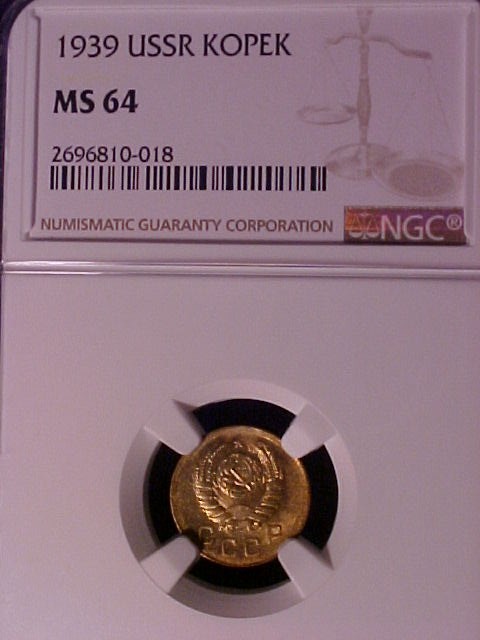 1939 USSR KOPEK
MS 64
2696810-018
NUMISMATIC GUARANTY CORPORATION
NGC®
СССР